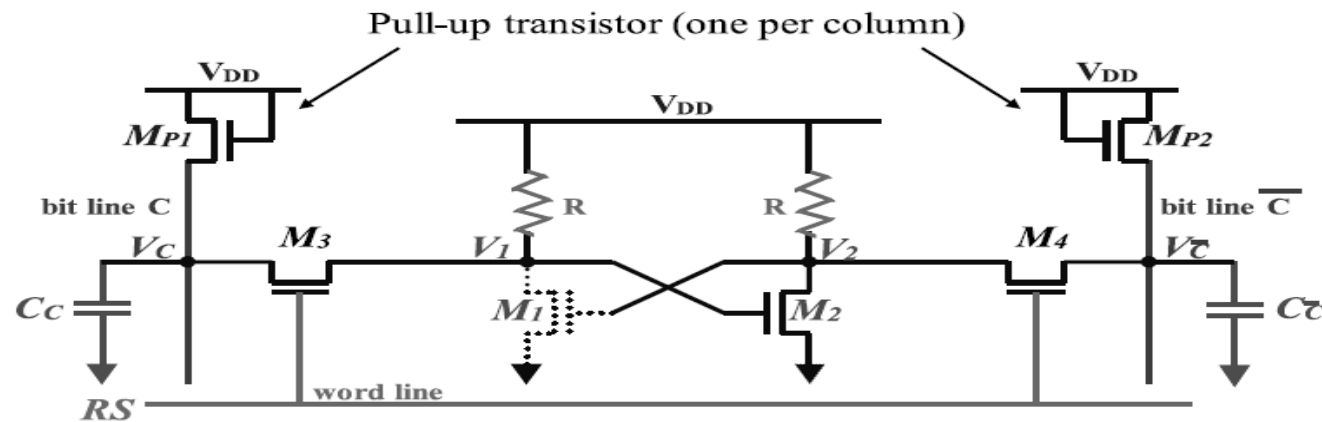 Pull-up transistor (one per column)
VDD
VDD
VDD
MP1
MP2
bit line C
R
R
bit line C̅
VC
M3
V1
V2
M4
VC̅
CC
M1
M2
CC̅
word line
RS